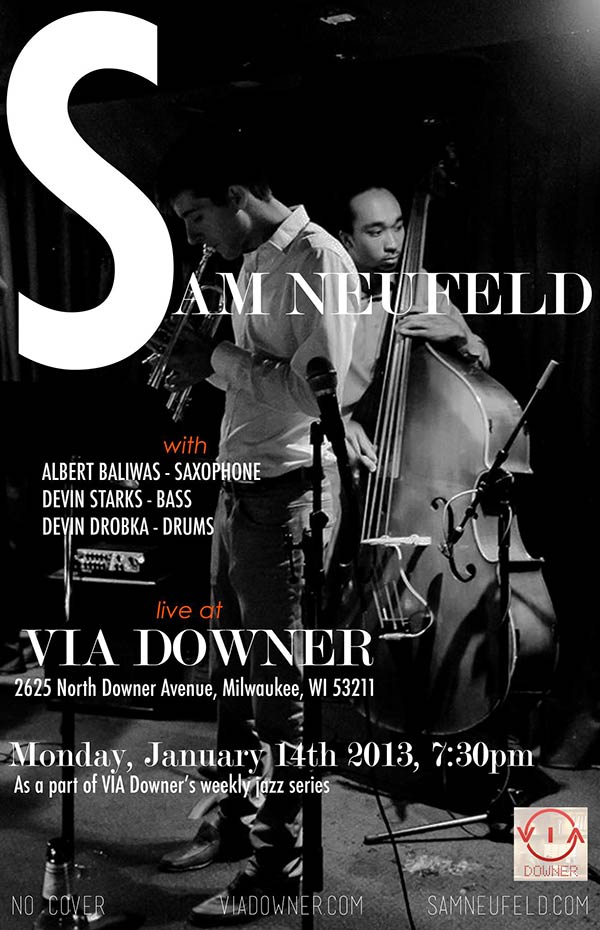 SAM NEUFELD
with
ALBERT BALIWAS - SAXOPHONE
DEVIN STARKS - BASS
DEVIN DROBKA - DRUMS
live at
VIA DOWNER
2625 North Downer Avenue, Milwaukee, WI 53211
Monday, January 14th 2013, 7:30pm
As a part of VIA Downer's weekly jazz series
VIA
DOWNER
NO COVER
VIADOWNER.COM
SAMNEUFELD.COM